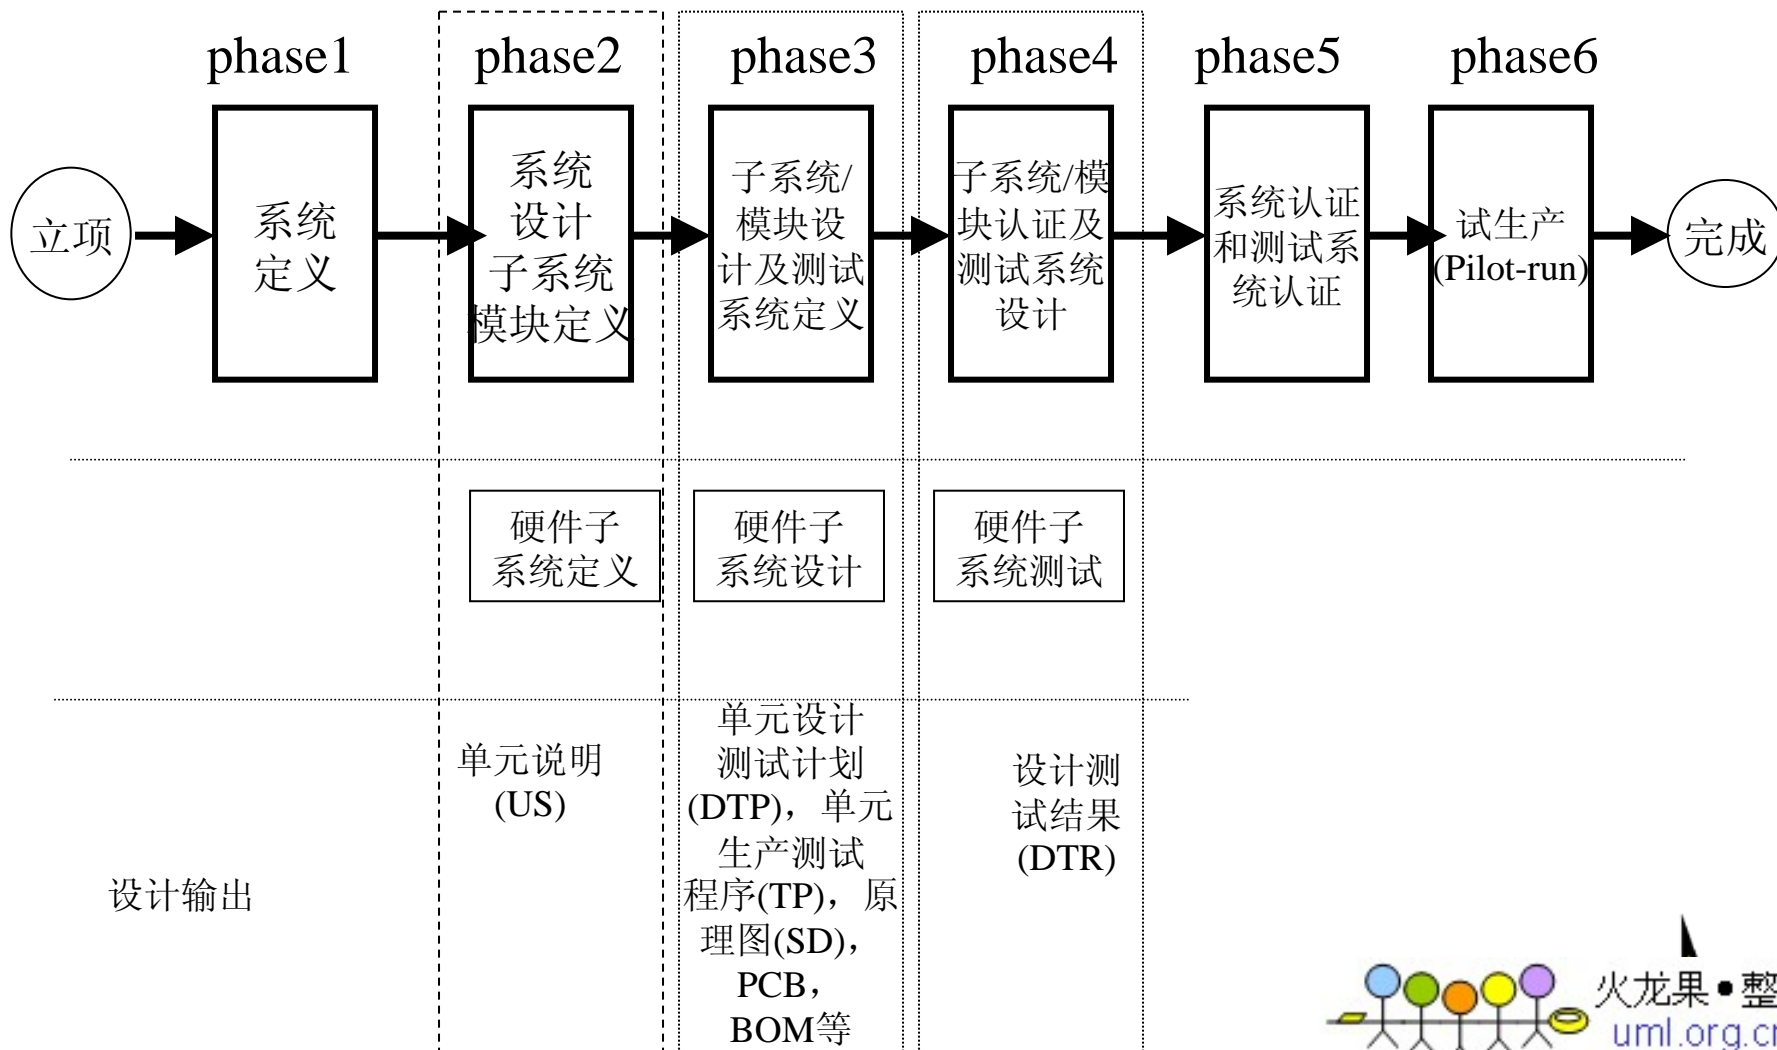 phase1
phase2
phase3
phase4
phase5
phase6
立项
系统
定义
系统
设计
子系统
模块定义
子系统/
模块设
计及测试
系统定义
子系统/模
块认证及
测试系统
设计
系统认证
和测试系
统认证
试生产
(Pilot-run)
完成
硬件子
系统定义
硬件子
系统设计
硬件子
系统测试
设计输出
单元说明
(US)
单元设计
测试计划
(DTP)，单元
生产测试
程序(TP)，原
理图(SD)，
PCB，
BOM等
设计测
试结果
(DTR)
火龙果•整
uml.org.cn